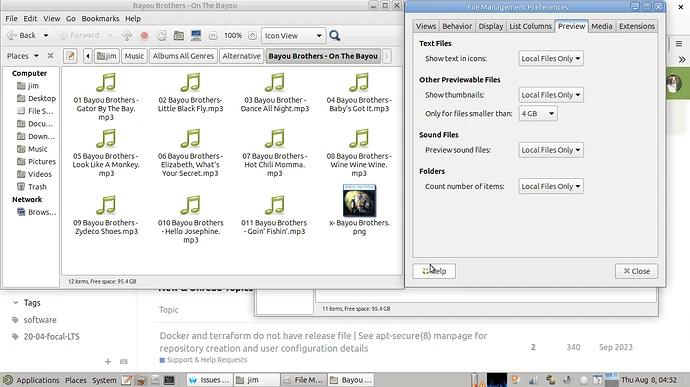 Bayou Brothers - On The Bayou
File Edit View Go Bookmarks Help
Back Forward 100% Icon View
Places
jim Music Albums All Genres Alternative Bayou Brothers - On The Bayou
Computer
jim
Desktop
File S...
Docu...
Down...
Music
Pictures
Videos
Trash
Network
Brows...
01 Bayou Brothers -
Gator By The Bay.
mp3
02 Bayou Brothers-
Little Black Fly.mp3
03 Bayou Brother -
Dance All Night.mp3
04 Bayou Brothers -
Baby's Got It.mp3
05 Bayou Brothers -
Look Like A Monkey.
mp3
06 Bayou Brothers -
Elizabeth, What's
Your Secret.mp3
07 Bayou Brothers -
Hot Chili Momma.
mp3
08 Bayou Brothers -
Wine Wine Wine.
mp3
09 Bayou Brothers -
Zydeco Shoes.mp3
010 Bayou Brothers
- Hello Josephine.
mp3
011 Bayou Brothers
- Goin' Fishin'.mp3
x- Bayou Brothers.
png
12 items, Free space: 95.4 GB
File Management Preferences
Views Behavior Display List Columns Preview Media Extensions
Text Files
Show text in icons: Local Files Only
Other Previewable Files
Show thumbnails: Local Files Only
Only for files smaller than: 4 GB
Sound Files
Preview sound files: Local Files Only
Folders
Count number of items: Local Files Only
Help Close
11 items, Free space: 95.4 GB
Tags
software
20-04-focal-LTS
Topic
Docker and terraform do not have release file | See apt-secure(8) manpage for
repository creation and user configuration details
Support & Help Requests
2 340 Sep 2023
Applications Places System Issues ... jim File M... Bayou ... Thu Aug 8, 04:52